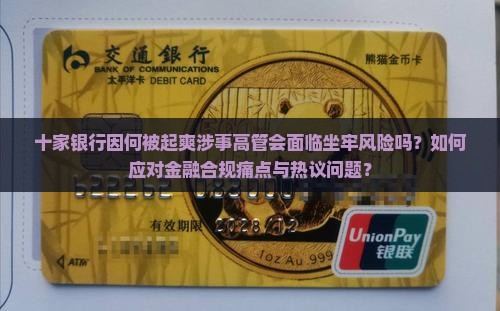 交通銀行
BANK OF COMMUNICATIONS
太平洋卡 DEBIT CARD
熊猫金币卡
十家银行因何被起爽涉事高管会面临坐牢风险吗？如何
应对金融合规痛点与热议问题？
有效期限 2028/12
1oz Au .999
ATM
UnionPay
银联